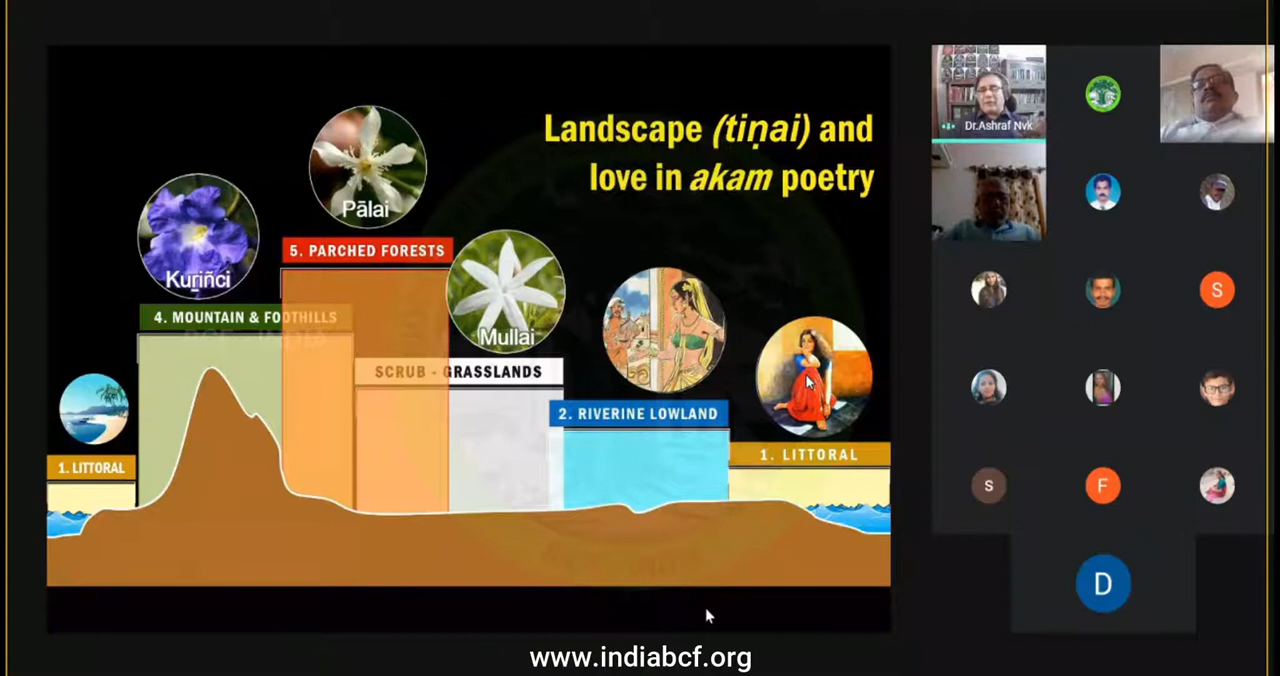 Landscape (tiṇai) and
love in akam poetry
Pālai
Kuṟiñci
5. PARCHED FORESTS
4. MOUNTAIN & FOOTHILLS
Mullai
SCRUB - GRASSLANDS
2. RIVERINE LOWLAND
1. LITTORAL
1. LITTORAL
Dr.Ashraf Nvk
S
S
F
D
www.indiabcf.org